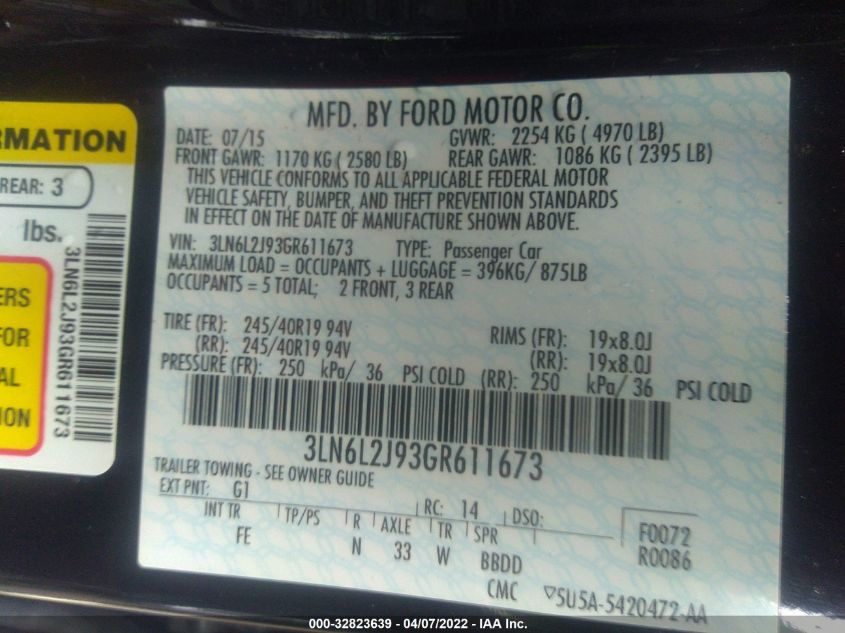 RMATION
REAR: 3
lbs.
3LN6L2J93GR611673
ERS
FOR
AL
ION
MFD. BY FORD MOTOR CO.
DATE: 07/15 GVWR: 2254 KG ( 4970 LB)
FRONT GAWR: 1170 KG ( 2580 LB) REAR GAWR: 1086 KG ( 2395 LB)
THIS VEHICLE CONFORMS TO ALL APPLICABLE FEDERAL MOTOR
VEHICLE SAFETY, BUMPER, AND THEFT PREVENTION STANDARDS
IN EFFECT ON THE DATE OF MANUFACTURE SHOWN ABOVE.
VIN: 3LN6L2J93GR611673 TYPE: Passenger Car
MAXIMUM LOAD = OCCUPANTS + LUGGAGE = 396KG/ 875LB
OCCUPANTS = 5 TOTAL; 2 FRONT, 3 REAR
TIRE (FR): 245/40R19 94V RIMS (FR): 19x8.0J
(RR): 245/40R19 94V (RR): 19x8.0J
PRESSURE (FR): 250 kPa/ 36 PSI COLD (RR): 250 kPa/ 36 PSI COLD
3LN6L2J93GR611673
TRAILER TOWING - SEE OWNER GUIDE
EXT PNT: G1 RC: 14 DSO: F0072
INT TR TP/PS R AXLE TR SPR R0086
FE N 33 W BBDD
CMC ▽5U5A-5420472-AA
000-32823639 - 04/07/2022 - IAA Inc.